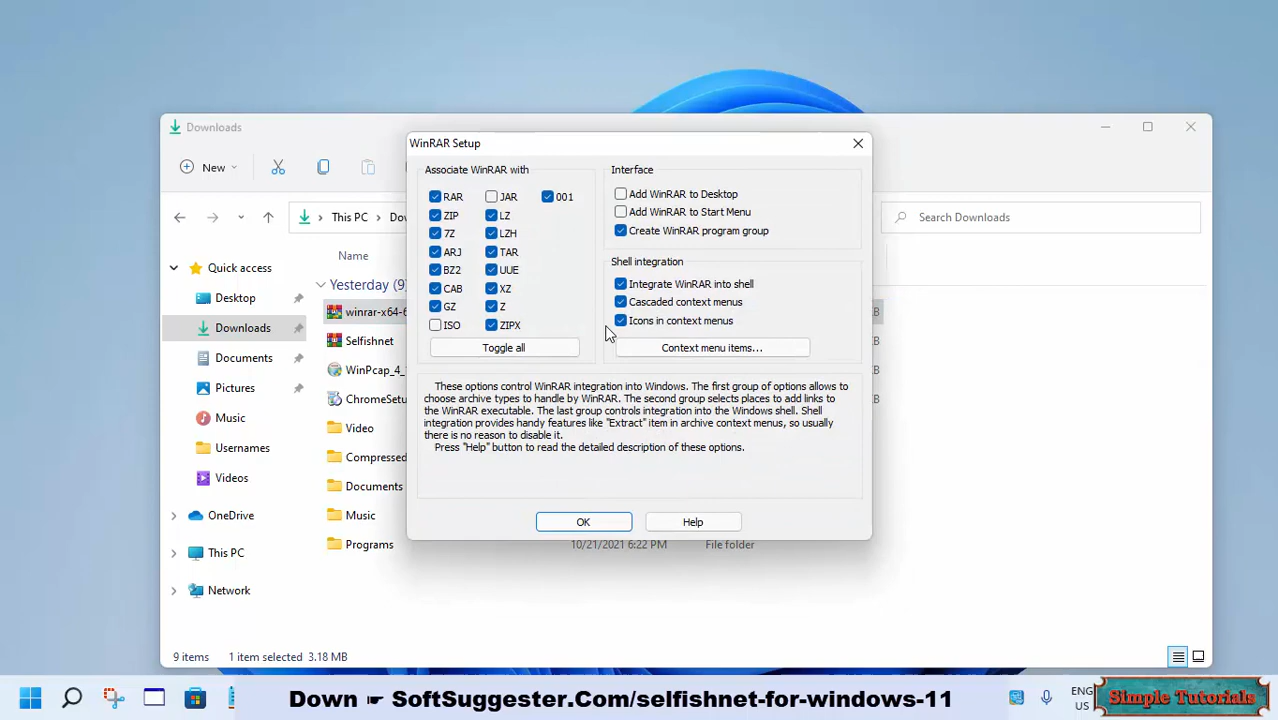 Downloads
New
This PC
Dow
Search Downloads
Name
Quick access
Desktop
Downloads
Documents
Pictures
Music
Usernames
Videos
OneDrive
This PC
Network
Yesterday (9)
winrar-x64-6
Selfishnet
WinPcap_4_
ChromeSetu
Video
Compressed
Documents
Music
Programs
10/21/2021 6:22 PM
File folder
9 items
1 item selected 3.18 MB
WinRAR Setup
Associate WinRAR with
RAR
ZIP
7Z
ARJ
BZ2
CAB
GZ
ISO
JAR
LZ
LZH
TAR
UUE
XZ
Z
ZIPX
001
Toggle all
Interface
Add WinRAR to Desktop
Add WinRAR to Start Menu
Create WinRAR program group
Shell integration
Integrate WinRAR into shell
Cascaded context menus
Icons in context menus
Context menu items...
These options control WinRAR integration into Windows. The first group of options allows to
choose archive types to handle by WinRAR. The second group selects places to add links to
the WinRAR executable. The last group controls integration into the Windows shell. Shell
integration provides handy features like "Extract" item in archive context menus, so usually
there is no reason to disable it.
Press "Help" button to read the detailed description of these options.
OK
Help
Down ☛ SoftSuggester.Com/selfishnet-for-windows-11
ENG
US
Simple Tutorials